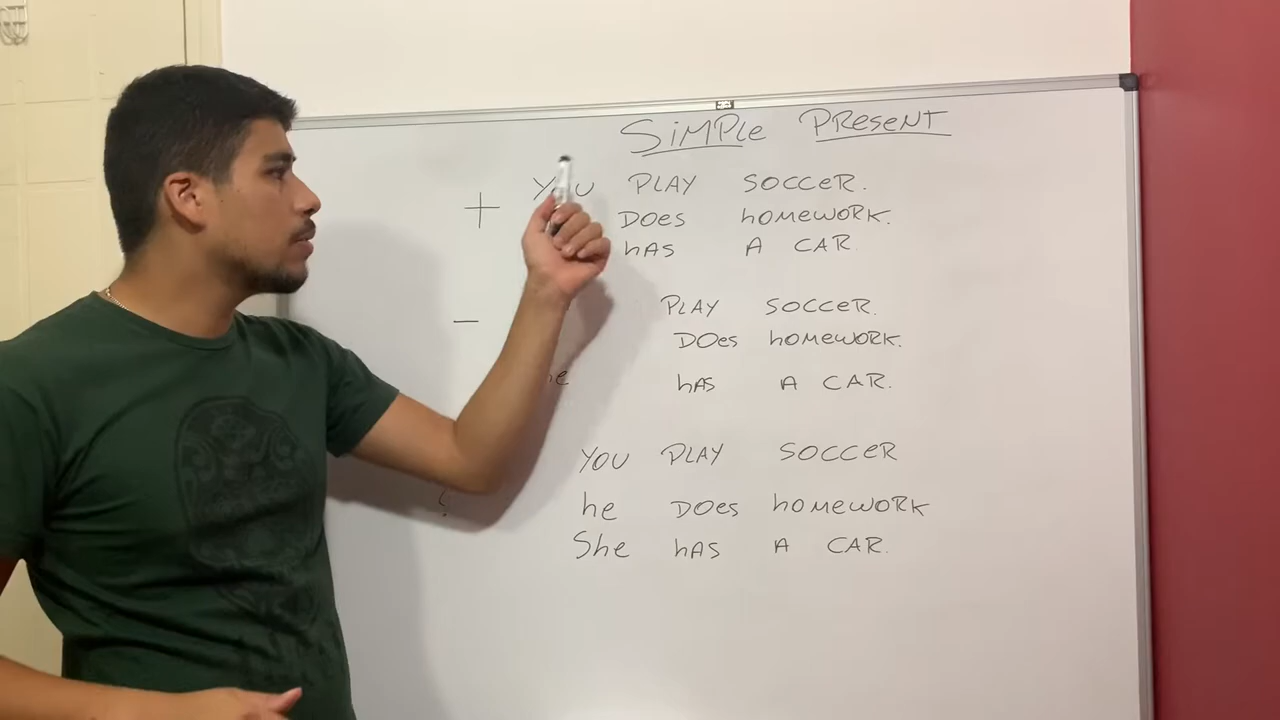 SiMPLe PReSeNT
+ You PLAY SOCCeR.
DOeS hOMeWORK.
hAS A CAR
− PLAY SOCCeR.
DOeS hOMeWORK.
he hAS A CAR.
YOU PLAY SOCCER
he DOeS hOMeWORK
She hAS A CAR.